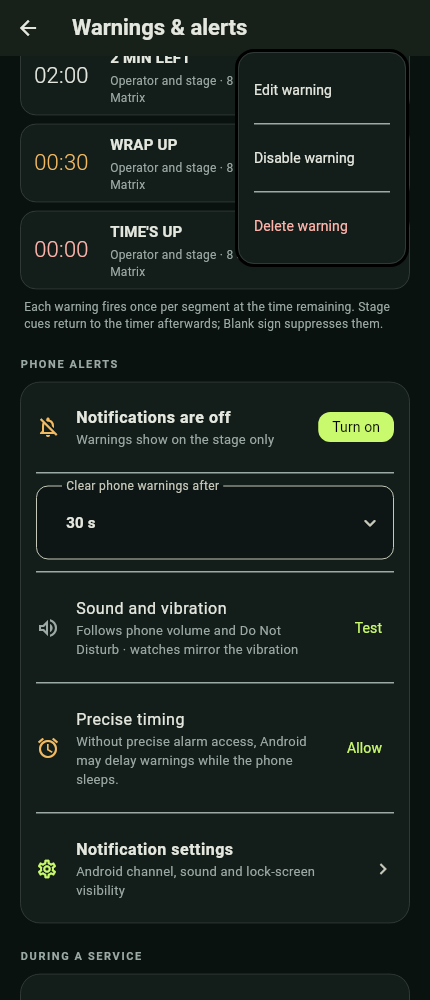 Warnings & alerts
2 MIN LEFT
02:00
Operator and stage · 8
Matrix
WRAP UP
00:30
Operator and stage · 8
Matrix
TIME'S UP
00:00
Operator and stage · 8
Matrix
Edit warning
Disable warning
Delete warning
Each warning fires once per segment at the time remaining. Stage
cues return to the timer afterwards; Blank sign suppresses them.
PHONE ALERTS
Notifications are off
Warnings show on the stage only
Turn on
Clear phone warnings after
30 s
Sound and vibration
Follows phone volume and Do Not
Disturb · watches mirror the vibration
Test
Precise timing
Without precise alarm access, Android
may delay warnings while the phone
sleeps.
Allow
Notification settings
Android channel, sound and lock-screen
visibility
DURING A SERVICE